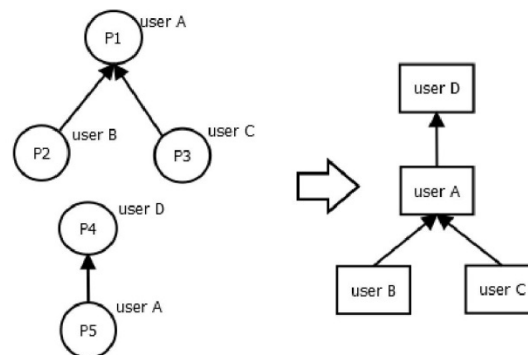 user A
P1
user B
P2
user C
P3
user D
P4
user A
P5
user D
user A
user B
user C